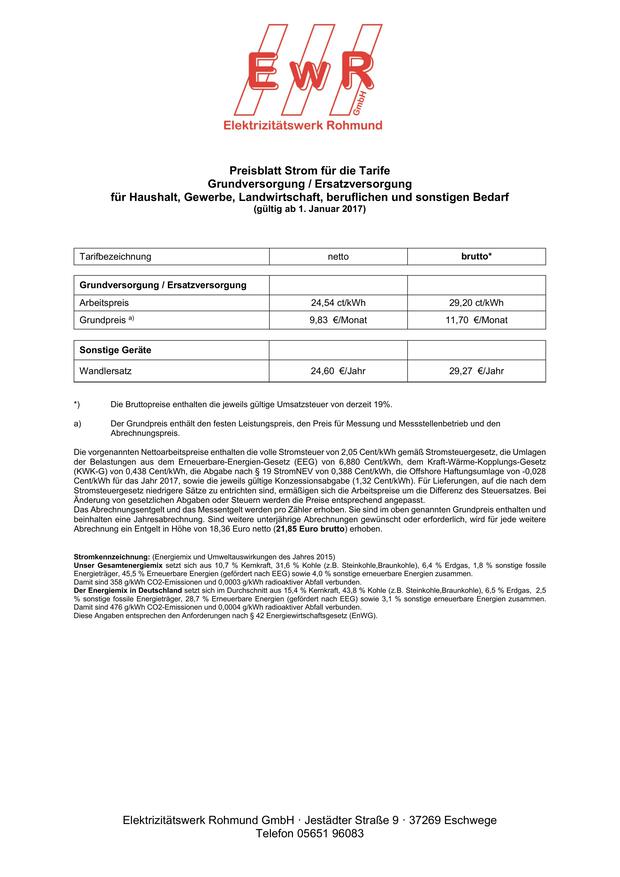 EwR
GmbH
Elektrizitätswerk Rohmund
Preisblatt Strom für die Tarife
Grundversorgung / Ersatzversorgung
für Haushalt, Gewerbe, Landwirtschaft, beruflichen und sonstigen Bedarf
(gültig ab 1. Januar 2017)
Tarifbezeichnung netto brutto*
Grundversorgung / Ersatzversorgung
Arbeitspreis 24,54 ct/kWh 29,20 ct/kWh
Grundpreis a) 9,83 €/Monat 11,70 €/Monat
Sonstige Geräte
Wandlersatz 24,60 €/Jahr 29,27 €/Jahr
*) Die Bruttopreise enthalten die jeweils gültige Umsatzsteuer von derzeit 19%.
a) Der Grundpreis enthält den festen Leistungspreis, den Preis für Messung und Messstellenbetrieb und den
Abrechnungspreis.
Die vorgenannten Nettoarbeitspreise enthalten die volle Stromsteuer von 2,05 Cent/kWh gemäß Stromsteuergesetz, die Umlagen
der Belastungen aus dem Erneuerbare-Energien-Gesetz (EEG) von 6,880 Cent/kWh, dem Kraft-Wärme-Kopplungs-Gesetz
(KWK-G) von 0,438 Cent/kWh, die Abgabe nach § 19 StromNEV von 0,388 Cent/kWh, die Offshore Haftungsumlage von -0,028
Cent/kWh für das Jahr 2017, sowie die jeweils gültige Konzessionsabgabe (1,32 Cent/kWh). Für Lieferungen, auf die nach dem
Stromsteuergesetz niedrigere Sätze zu entrichten sind, ermäßigen sich die Arbeitspreise um die Differenz des Steuersatzes. Bei
Änderung von gesetzlichen Abgaben oder Steuern werden die Preise entsprechend angepasst.
Das Abrechnungsentgelt und das Messentgelt werden pro Zähler erhoben. Sie sind im oben genannten Grundpreis enthalten und
beinhalten eine Jahresabrechnung. Sind weitere unterjährige Abrechnungen gewünscht oder erforderlich, wird für jede weitere
Abrechnung ein Entgelt in Höhe von 18,36 Euro netto (21,85 Euro brutto) erhoben.
Stromkennzeichnung: (Energiemix und Umweltauswirkungen des Jahres 2015)
Unser Gesamtenergiemix setzt sich aus 10,7 % Kernkraft, 31,6 % Kohle (z.B. Steinkohle,Braunkohle), 6,4 % Erdgas, 1,8 % sonstige fossile
Energieträger, 45,5 % Erneuerbare Energien (gefördert nach EEG) sowie 4,0 % sonstige erneuerbare Energien zusammen.
Damit sind 358 g/kWh CO2-Emissionen und 0,0003 g/kWh radioaktiver Abfall verbunden.
Der Energiemix in Deutschland setzt sich im Durchschnitt aus 15,4 % Kernkraft, 43,8 % Kohle (z.B. Steinkohle,Braunkohle), 6,5 % Erdgas, 2,5
% sonstige fossile Energieträger, 28,7 % Erneuerbare Energien (gefördert nach EEG) sowie 3,1 % sonstige erneuerbare Energien zusammen.
Damit sind 476 g/kWh CO2-Emissionen und 0,0004 g/kWh radioaktiver Abfall verbunden.
Diese Angaben entsprechen den Anforderungen nach § 42 Energiewirtschaftsgesetz (EnWG).
Elektrizitätswerk Rohmund GmbH · Jestädter Straße 9 · 37269 Eschwege
Telefon 05651 96083